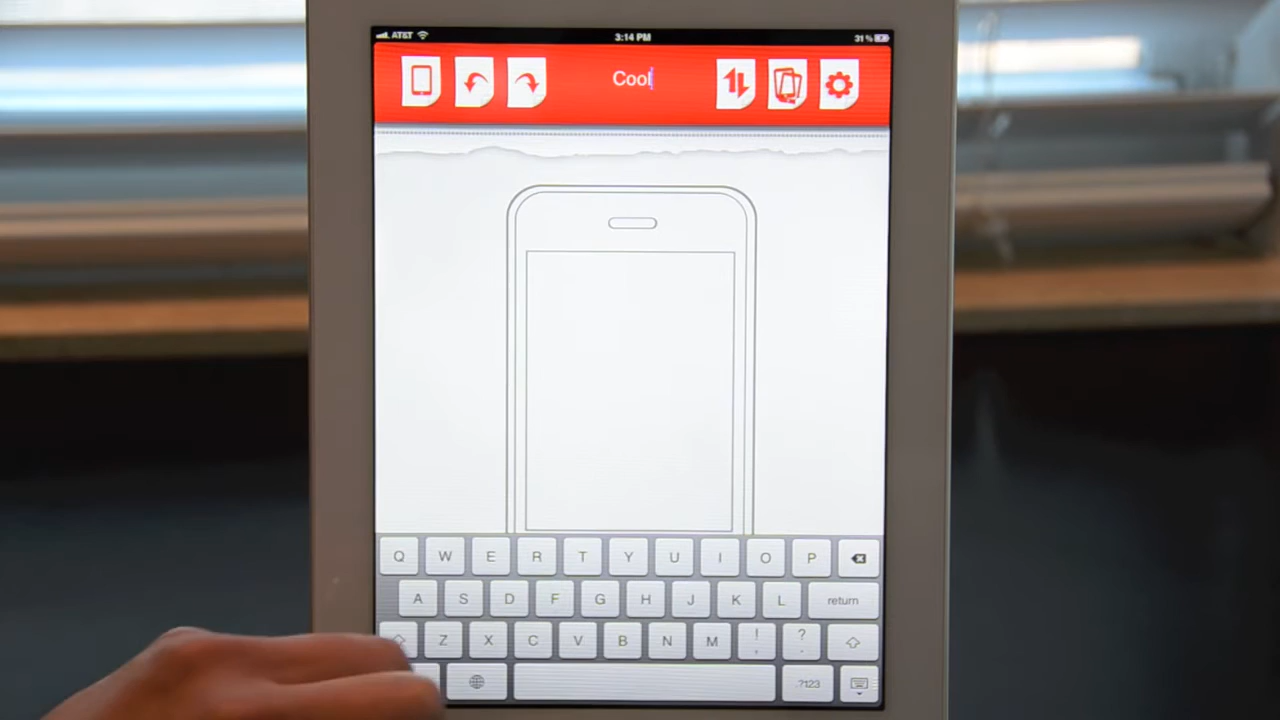 AT&T 3:14 PM 31%
Cool
Q W E R T Y U I O P
A S D F G H J K L return
Z X C V B N M ! , ? .
.?123